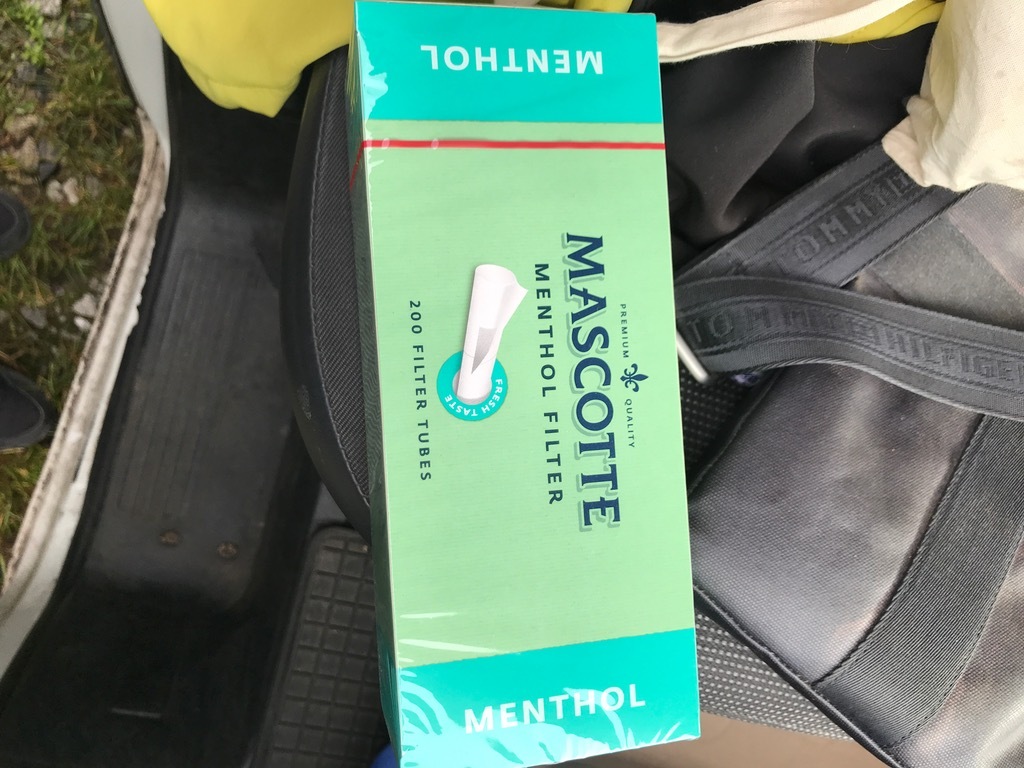 MENTHOL
PREMIUM QUALITY
MASCOTTE
MENTHOL FILTER
FRESH TASTE
200 FILTER TUBES
MENTHOL
TOMMY HILFIGER